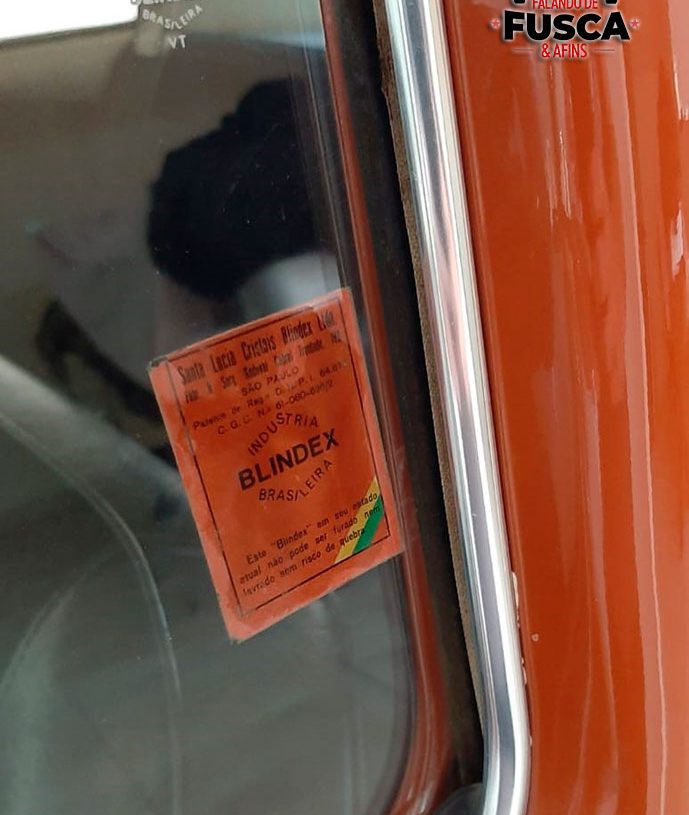 BRASILEIRA
VT
FALANDO DE
FUSCA
& AFINS
Santa Lucia Cristais Blindex Ltda.
SÃO PAULO
INDUSTRIA
BLINDEX
BRASILEIRA
Este "Blindex" em seu estado
atual não pode ser furado nem
lavrado sem risco de quebra